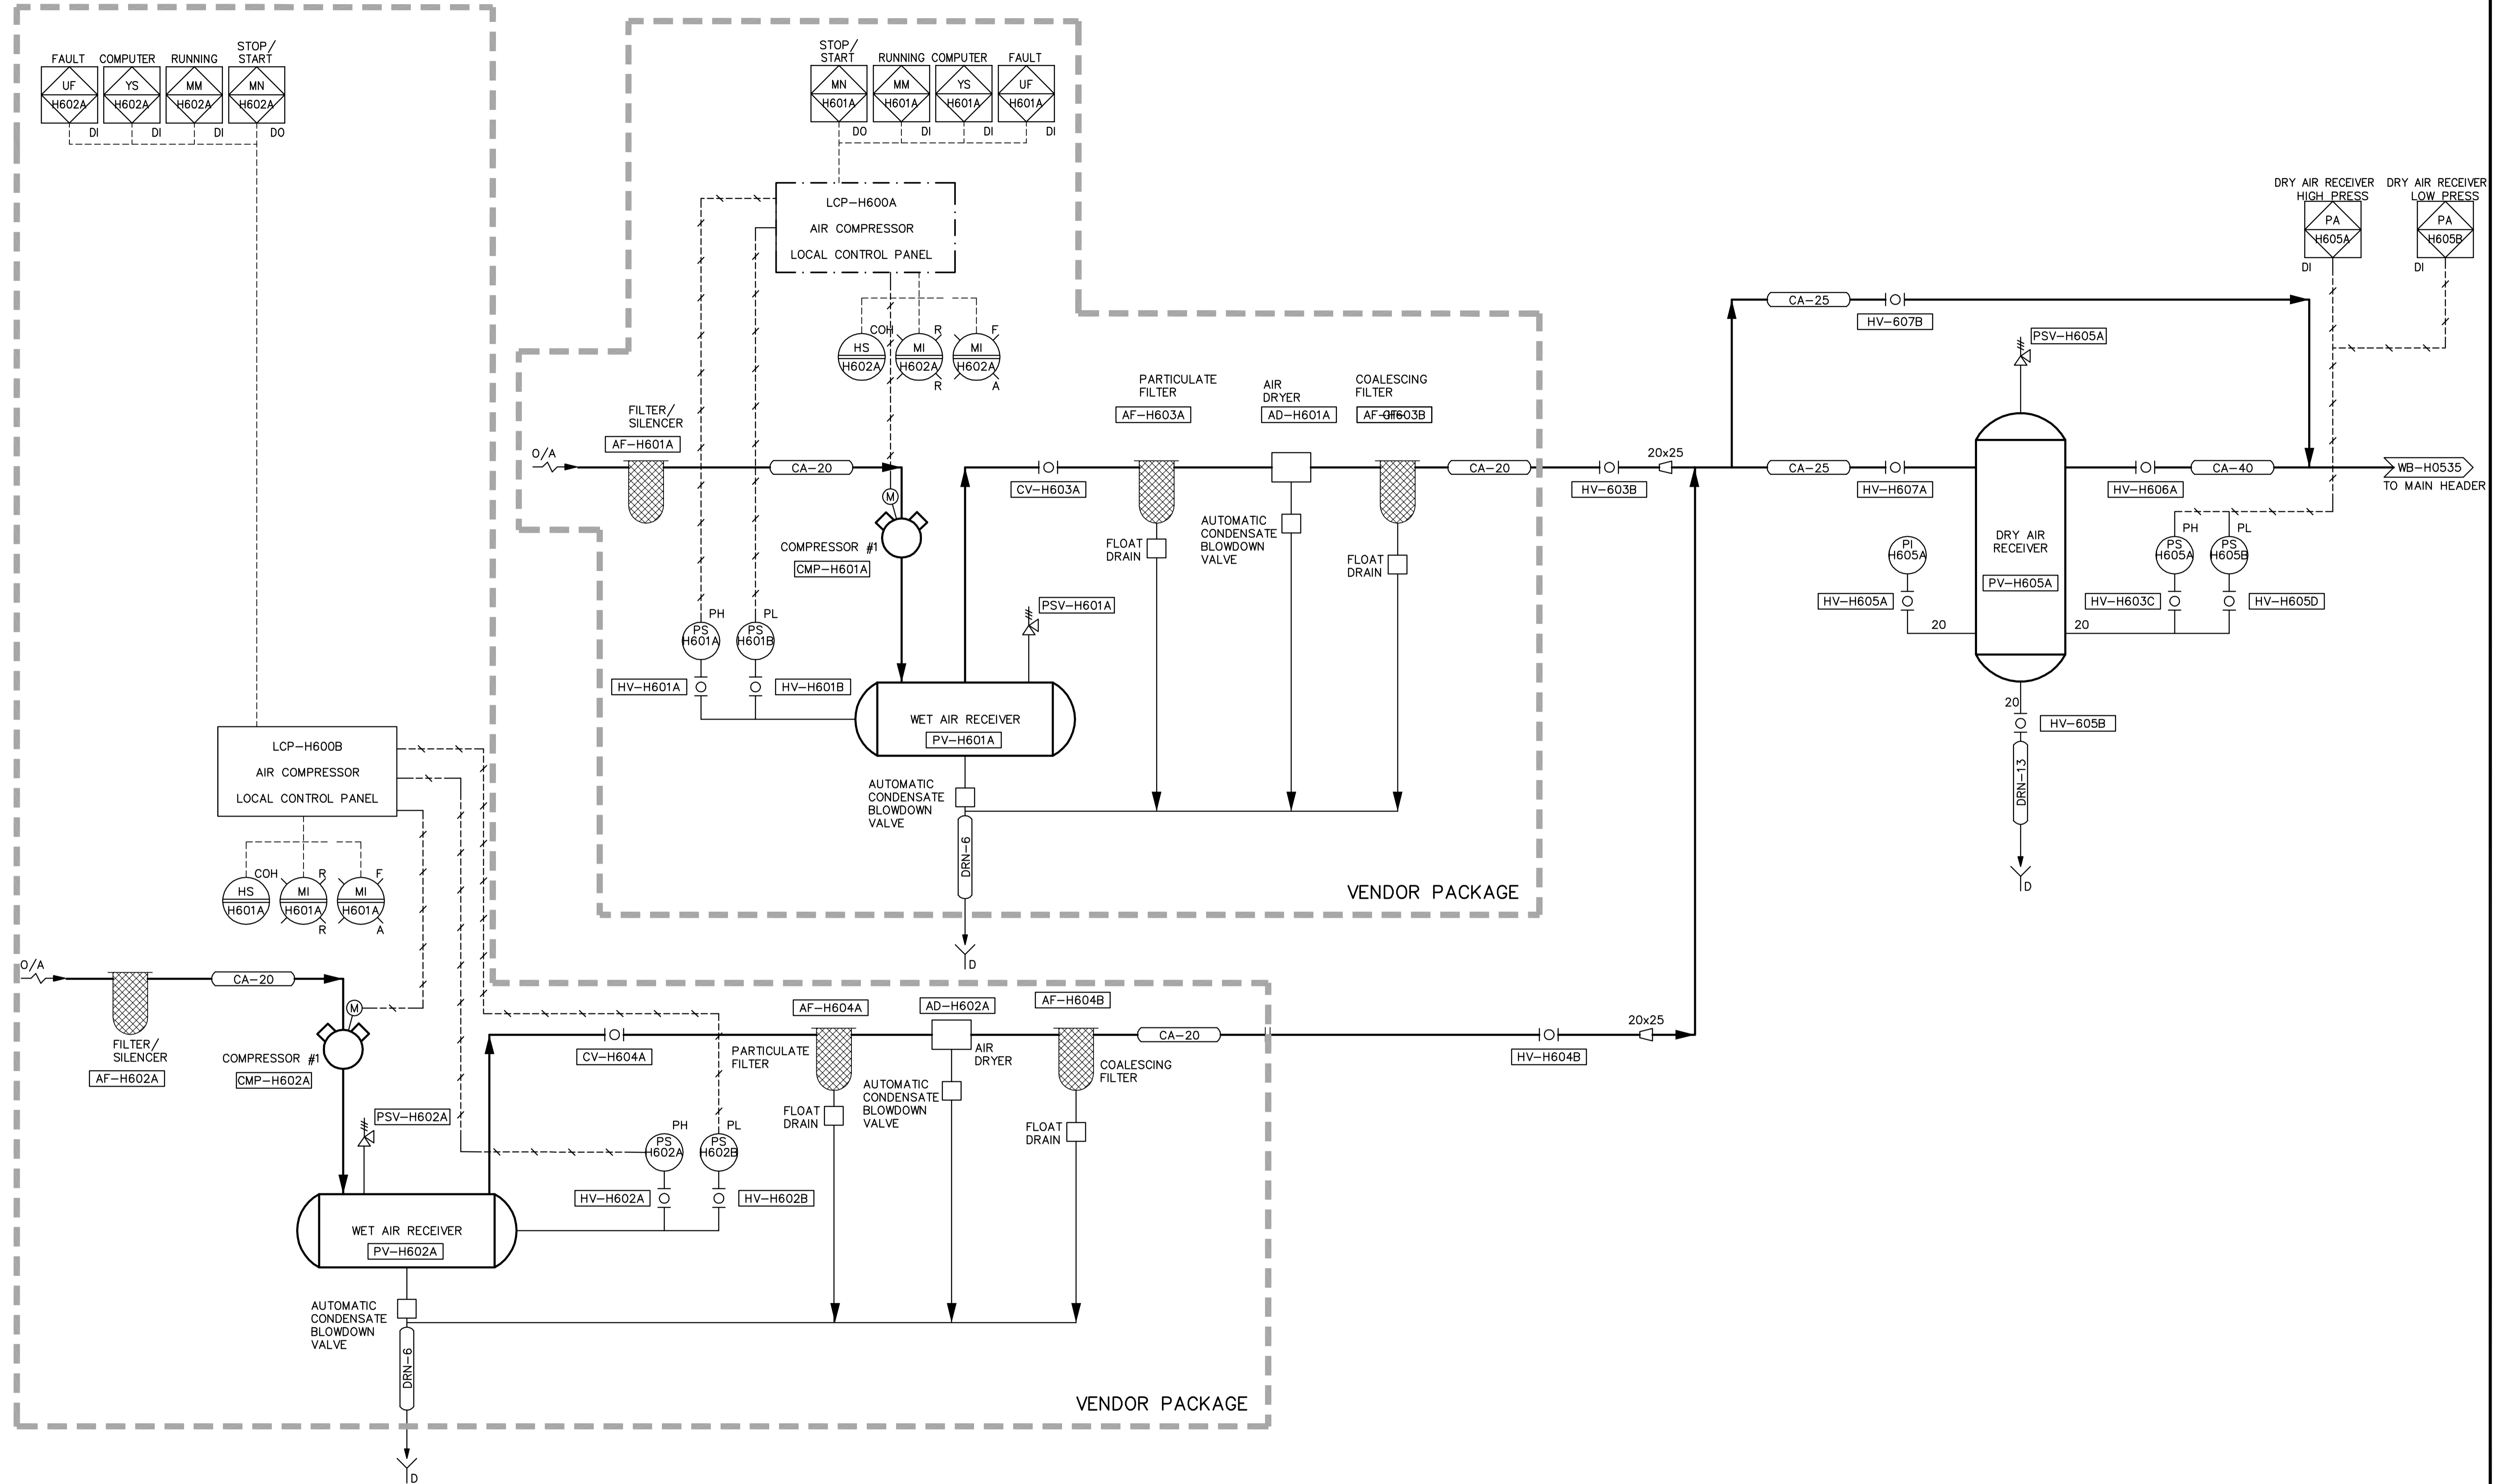 FAULT
UF
H602A
DI
COMPUTER
YS
H602A
DI
RUNNING
MM
H602A
DI
STOP/
START
MN
H602A
DO
STOP/
START
MN
H601A
DO
RUNNING
MM
H601A
DI
COMPUTER
YS
H601A
DI
FAULT
UF
H601A
DI
LCP-H600A
AIR COMPRESSOR
LOCAL CONTROL PANEL
HS
H602A
COH
MI
H602A
R
R
MI
H602A
F
A
DRY AIR RECEIVER
HIGH PRESS
PA
H605A
DI
DRY AIR RECEIVER
LOW PRESS
PA
H605B
DI
CA-25
HV-607B
PSV-H605A
FILTER/
SILENCER
AF-H601A
O/A
CA-20
M
COMPRESSOR #1
CMP-H601A
PARTICULATE
FILTER
AF-H603A
AIR
DRYER
AD-H601A
COALESCING
FILTER
AF-H603B
CV-H603A
FLOAT
DRAIN
AUTOMATIC
CONDENSATE
BLOWDOWN
VALVE
FLOAT
DRAIN
CA-20
HV-603B
20x25
CA-25
HV-H607A
HV-H606A
CA-40
WB-H0535
TO MAIN HEADER
DRY AIR
RECEIVER
PV-H605A
PI
H605A
HV-H605A
20
PH
PS
H605A
HV-H603C
PL
PS
H605B
HV-H605D
20
20
HV-605B
DRN-13
D
PH
PS
H601A
HV-H601A
PL
PS
H601B
HV-H601B
PSV-H601A
WET AIR RECEIVER
PV-H601A
AUTOMATIC
CONDENSATE
BLOWDOWN
VALVE
DRN-6
D
VENDOR PACKAGE
LCP-H600B
AIR COMPRESSOR
LOCAL CONTROL PANEL
HS
H601A
COH
MI
H601A
R
R
MI
H601A
F
A
O/A
CA-20
M
FILTER/
SILENCER
AF-H602A
COMPRESSOR #1
CMP-H602A
PSV-H602A
WET AIR RECEIVER
PV-H602A
AUTOMATIC
CONDENSATE
BLOWDOWN
VALVE
DRN-6
D
CV-H604A
PH
PS
H602A
HV-H602A
PL
PS
H602B
HV-H602B
AF-H604A
PARTICULATE
FILTER
FLOAT
DRAIN
AD-H602A
AIR
DRYER
AUTOMATIC
CONDENSATE
BLOWDOWN
VALVE
AF-H604B
COALESCING
FILTER
FLOAT
DRAIN
CA-20
HV-H604B
20x25
VENDOR PACKAGE